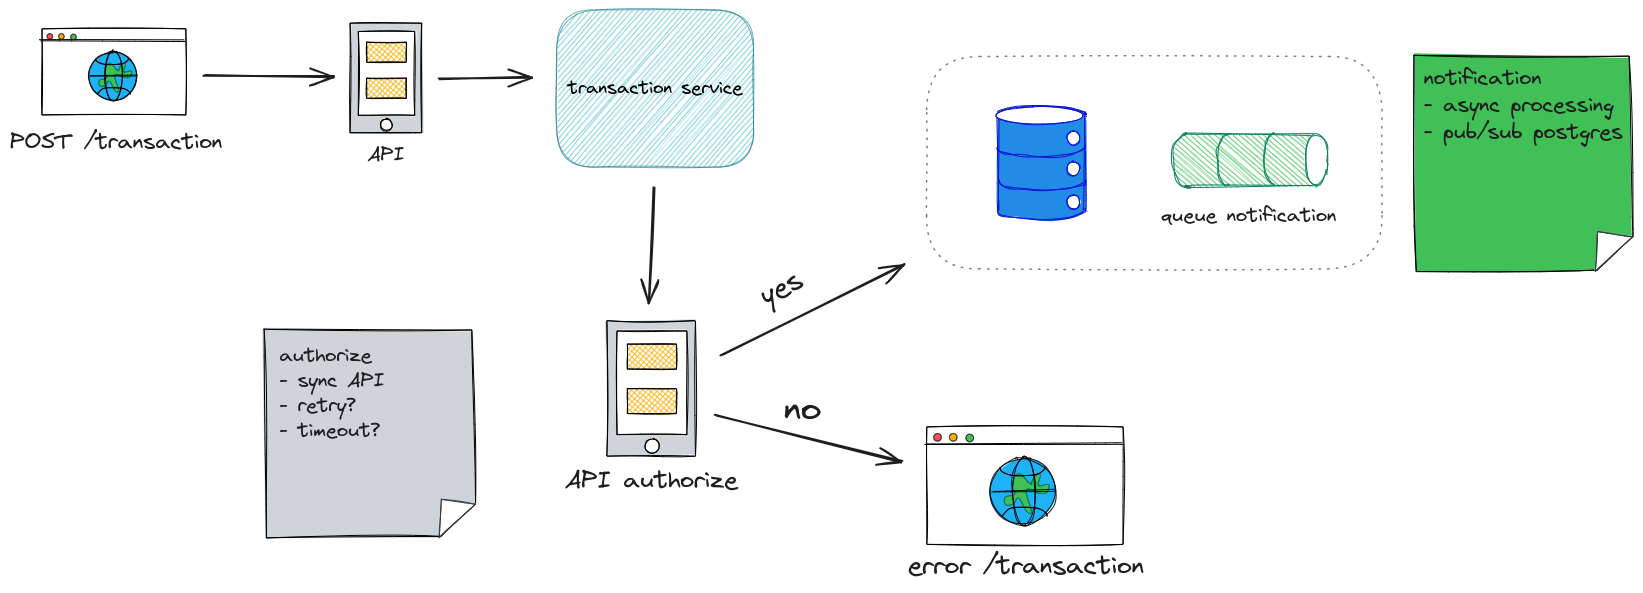 POST /transaction
API
transaction service
queue notification
notification
- async processing
- pub/sub postgres
yes
authorize
- sync API
- retry?
- timeout?
API authorize
no
error /transaction